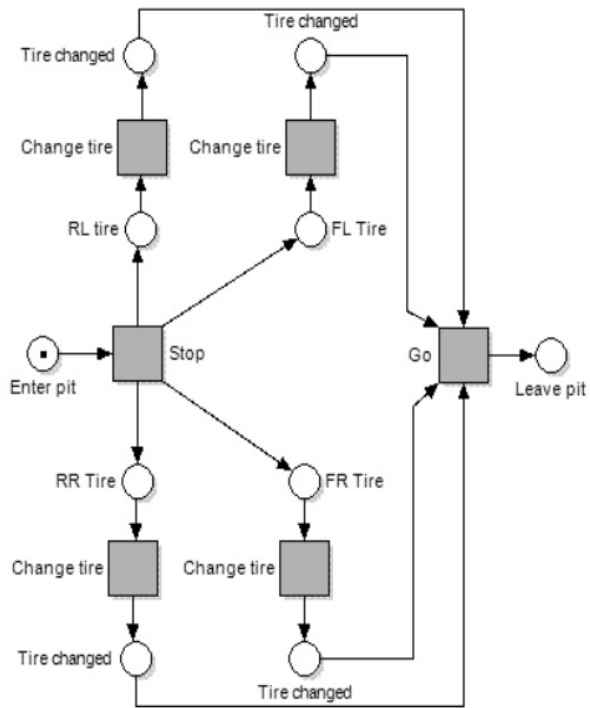 Tire changed
Tire changed
Change tire
Change tire
RL tire
FL Tire
Stop
Go
Enter pit
Leave pit
RR Tire
FR Tire
Change tire
Change tire
Tire changed
Tire changed